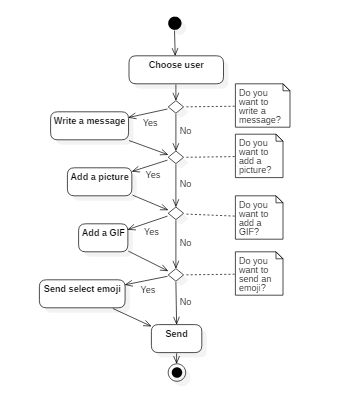 Choose user
Do you
want to
write a
message?
Write a message
Yes
No
Do you
want to
add a
picture?
Add a picture
Yes
No
Do you
want to
add a
GIF?
Add a GIF
Yes
No
Do you
want to
send an
emoji?
Send select emoji
Yes
No
Send